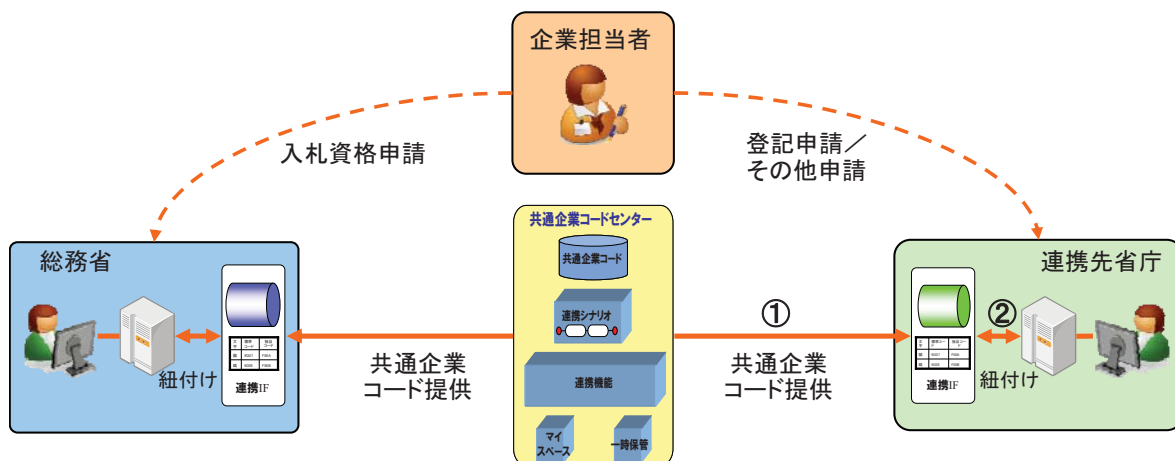 企業担当者
入札資格申請
登記申請／
その他申請
総務省
紐付け
連携IF
共通企業
コード提供
共通企業コードセンター
共通企業コード
連携シナリオ
連携機能
マイ
スペース
一時保管
①
共通企業
コード提供
連携先省庁
②
紐付け
連携IF